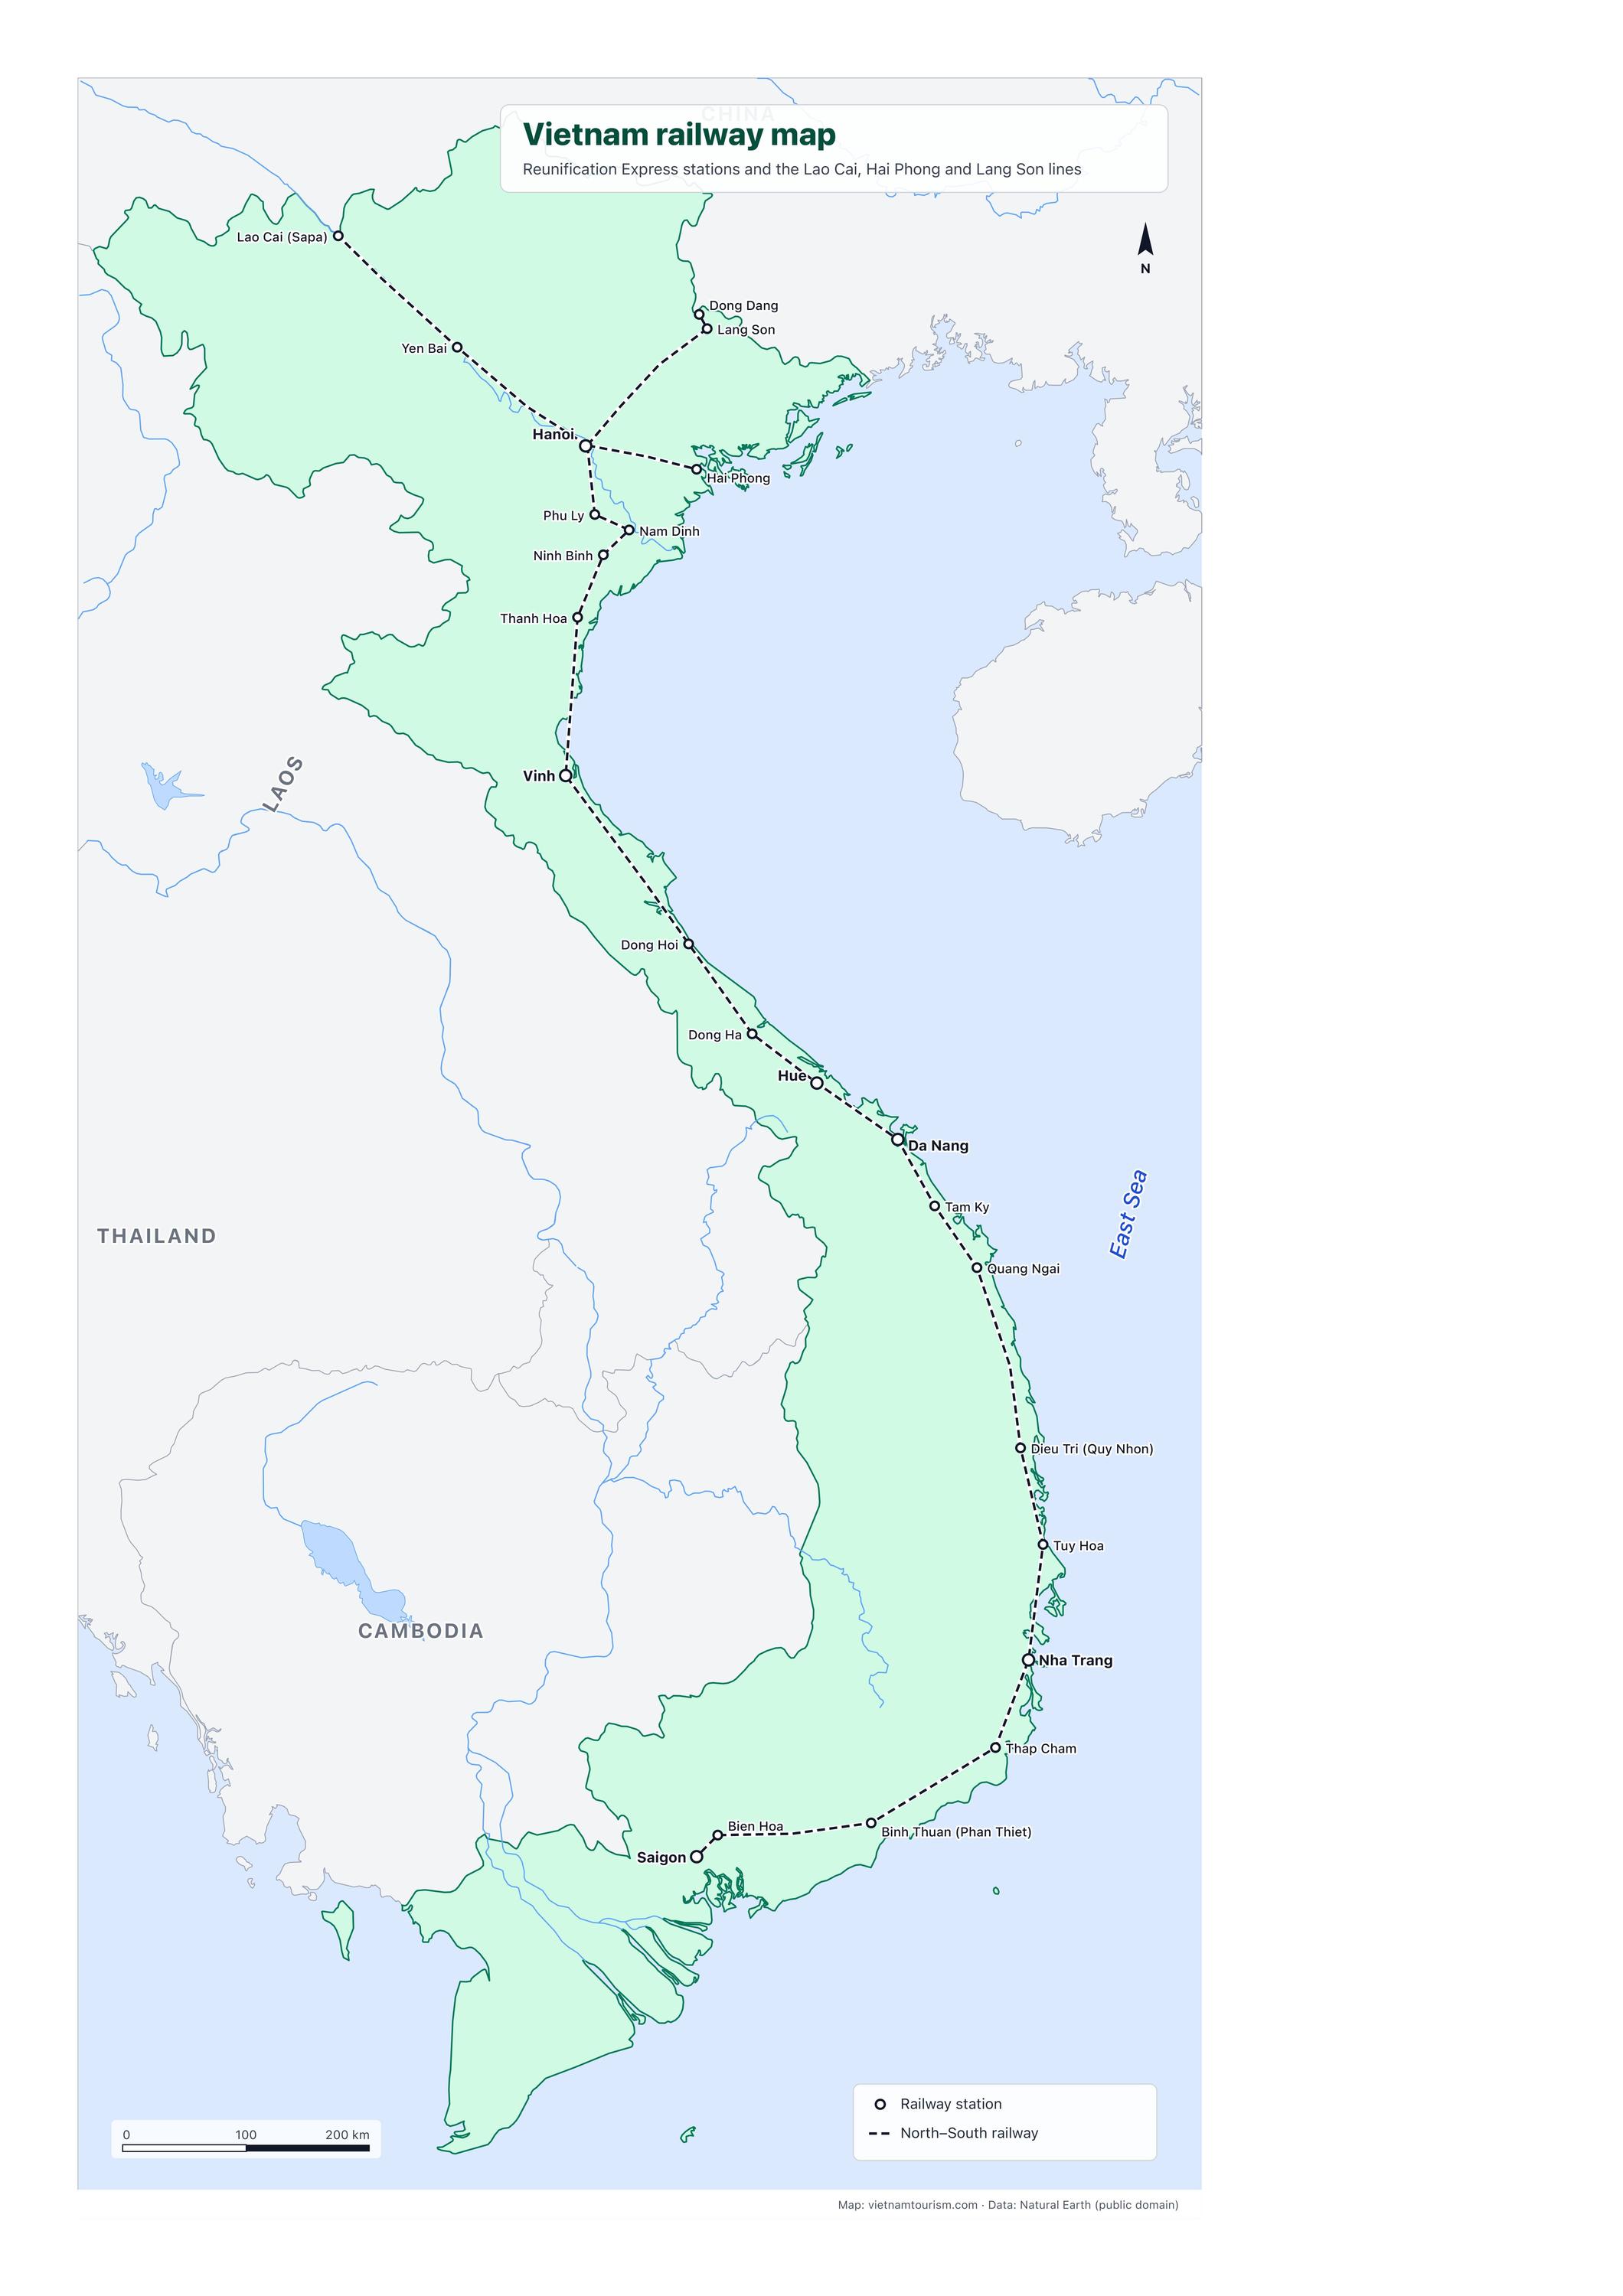 CHINA
Vietnam railway map
Reunification Express stations and the Lao Cai, Hai Phong and Lang Son lines
N
Lao Cai (Sapa)
Dong Dang
Lang Son
Yen Bai
Hanoi
Hai Phong
Phu Ly
Nam Dinh
Ninh Binh
Thanh Hoa
Vinh
LAOS
Dong Hoi
Dong Ha
Hue
Da Nang
Tam Ky
East Sea
THAILAND
Quang Ngai
Dieu Tri (Quy Nhon)
Tuy Hoa
CAMBODIA
Nha Trang
Thap Cham
Bien Hoa
Binh Thuan (Phan Thiet)
Saigon
Railway station
North–South railway
0 100 200 km
Map: vietnamtourism.com · Data: Natural Earth (public domain)